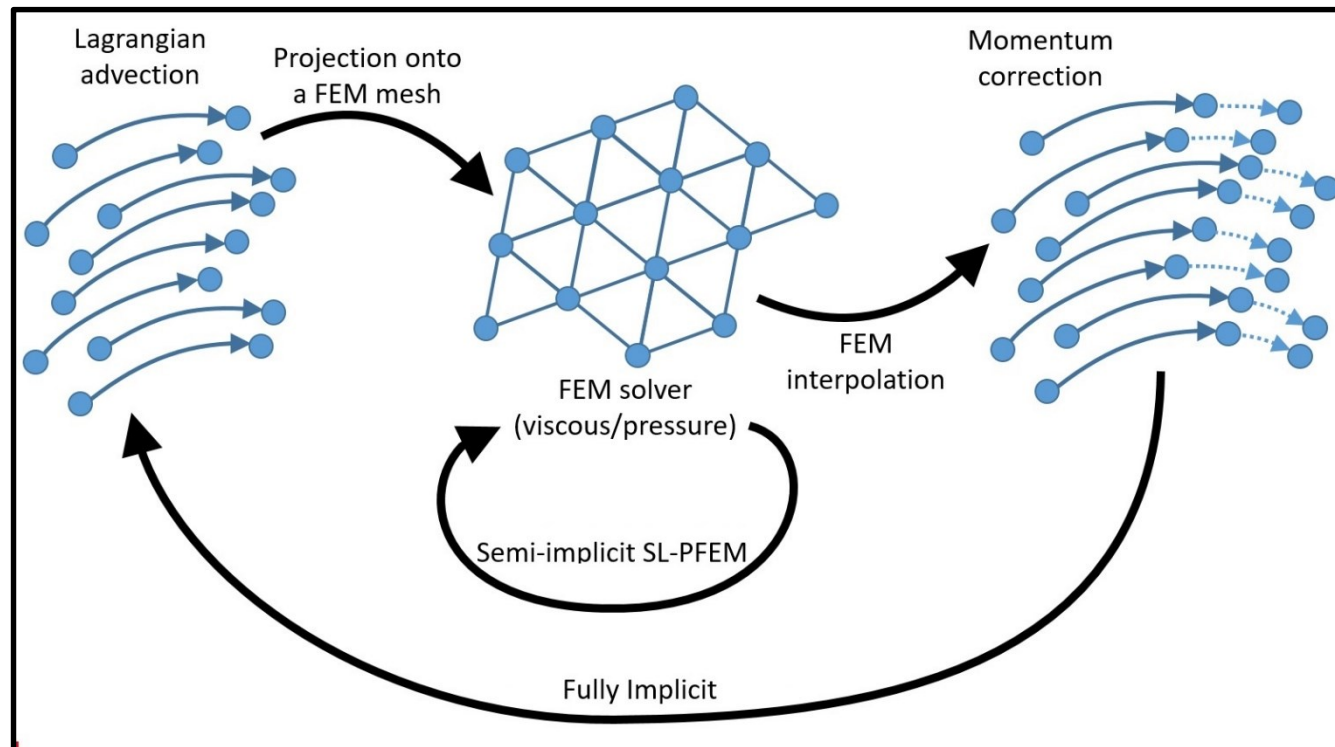 Lagrangian
advection
Projection onto
a FEM mesh
Momentum
correction
FEM
interpolation
FEM solver
(viscous/pressure)
Semi-implicit SL-PFEM
Fully Implicit